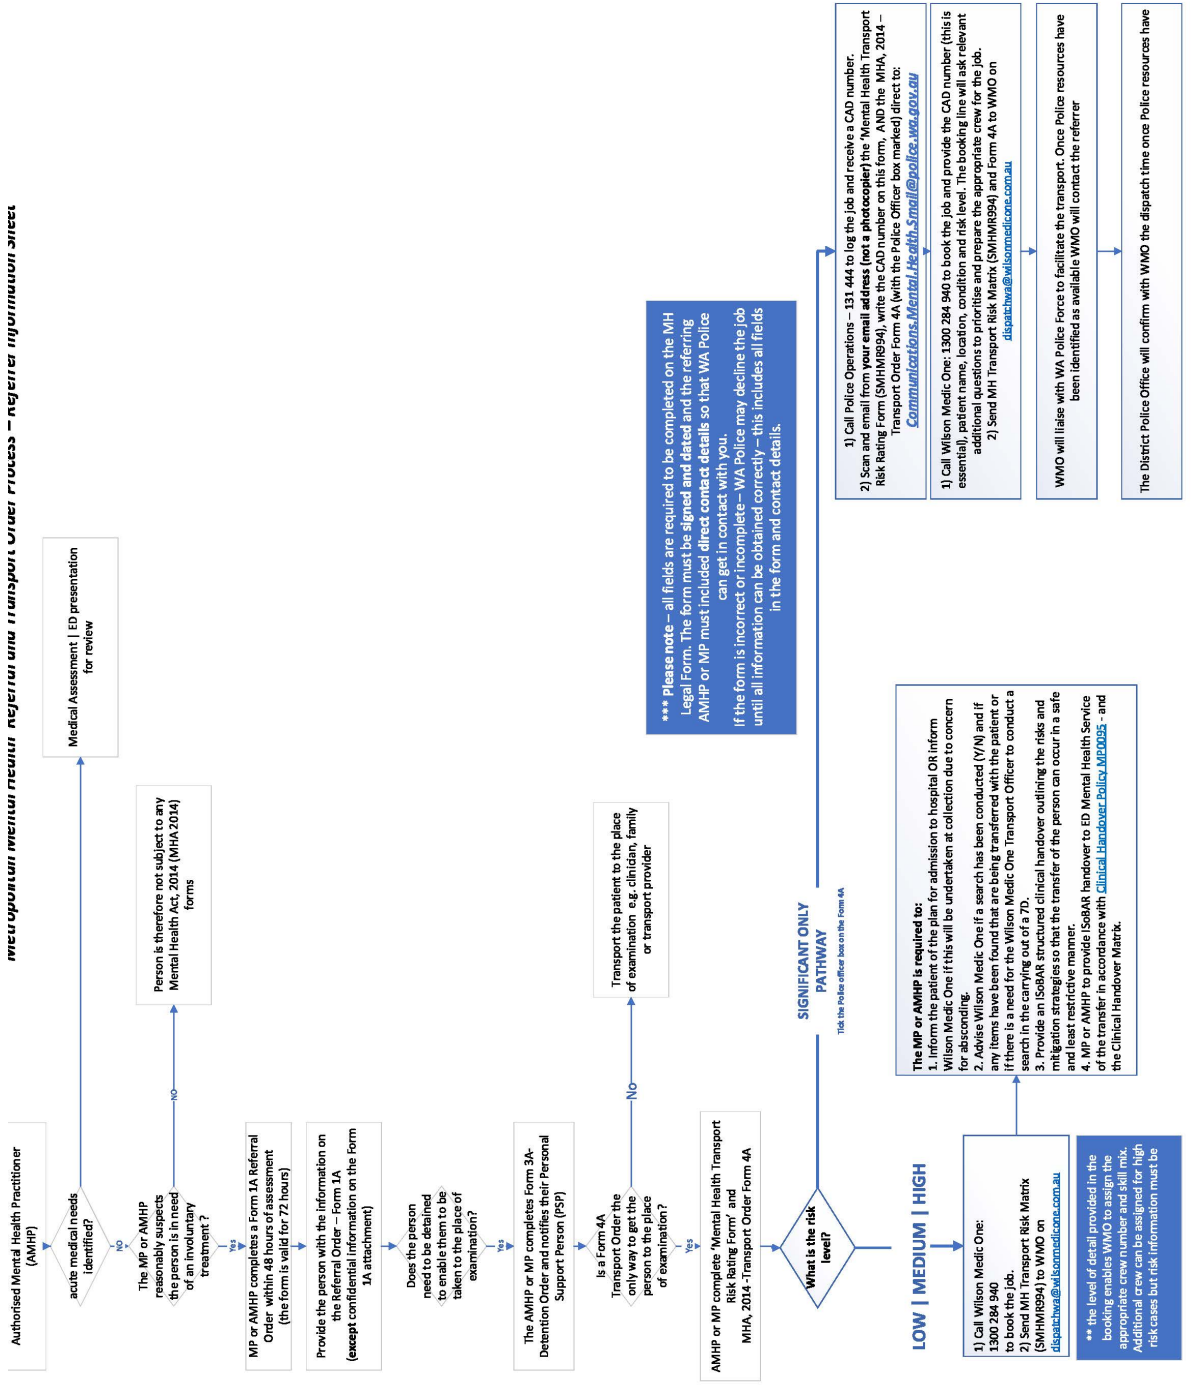 Metropolitan Mental Health Referral and Transport Order Process – Referrer Information Sheet
Authorised Mental Health Practitioner
(AMHP)
acute medical needs
identified?
Medical Assessment | ED presentation
for review
NO
The MP or AMHP
reasonably suspects
the person is in need
of an involuntary
treatment ?
NO
Person is therefore not subject to any
Mental Health Act, 2014 (MHA 2014)
forms
Yes
MP or AMHP completes a Form 1A Referral
Order within 48 hours of assessment
(the form is valid for 72 hours)
Provide the person with the information on
the Referral Order – Form 1A
(except confidential information on the Form
1A attachment)
Does the person
need to be detained
to enable them to be
taken to the place of
examination?
Yes
The AMHP or MP completes Form 3A-
Detention Order and notifies their Personal
Support Person (PSP)
Is a Form 4A
Transport Order the
only way to get the
person to the place
of examination?
No
Transport the patient to the place
of examination e.g. clinician, family
or transport provider
Yes
AMHP or MP complete ‘Mental Health Transport
Risk Rating Form’ and
MHA, 2014 -Transport Order Form 4A
What is the risk
level?
SIGNIFICANT ONLY
PATHWAY
Tick the Police officer box on the Form 4A
*** Please note – all fields are required to be completed on the MH
Legal Form. The form must be signed and dated and the referring
AMHP or MP must included direct contact details so that WA Police
can get in contact with you.
If the form is incorrect or incomplete – WA Police may decline the job
until all information can be obtained correctly – this includes all fields
in the form and contact details.
1) Call Police Operations – 131 444 to log the job and receive a CAD number.
2) Scan and email from your email address (not a photocopier) the ‘Mental Health Transport
Risk Rating Form (SMHMR994), write the CAD number on this form, AND the MHA, 2014 –
Transport Order Form 4A (with the Police Officer box marked) direct to:
Communications.Mental.Health.Smail@police.wa.gov.au
1) Call Wilson Medic One: 1300 284 940 to book the job and provide the CAD number (this is
essential), patient name, location, condition and risk level. The booking line will ask relevant
additional questions to prioritise and prepare the appropriate crew for the job.
2) Send MH Transport Risk Matrix (SMHMR994) and Form 4A to WMO on
dispatchwa@wilsonmedicone.com.au
WMO will liaise with WA Police Force to facilitate the transport. Once Police resources have
been identified as available WMO will contact the referrer
The District Police Office will confirm with WMO the dispatch time once Police resources have
LOW | MEDIUM | HIGH
1) Call Wilson Medic One:
1300 284 940
to book the job.
2) Send MH Transport Risk Matrix
(SMHMR994) to WMO on
dispatchwa@wilsonmedicone.com.au
** the level of detail provided in the
booking enables WMO to assign the
appropriate crew number and skill mix.
Additional crew can be assigned for high
risk cases but risk information must be
The MP or AMHP is required to:
1. Inform the patient of the plan for admission to hospital OR inform
Wilson Medic One if this will be undertaken at collection due to concern
for absconding.
2. Advise Wilson Medic One if a search has been conducted (Y/N) and if
any items have been found that are being transferred with the patient or
if there is a need for the Wilson Medic One Transport Officer to conduct a
search in the carrying out of a 7D.
3. Provide an ISoBAR structured clinical handover outlining the risks and
mitigation strategies so that the transfer of the person can occur in a safe
and least restrictive manner.
4. MP or AMHP to provide iSoBAR handover to ED Mental Health Service
of the transfer in accordance with Clinical Handover Policy MP0095 - and
the Clinical Handover Matrix.